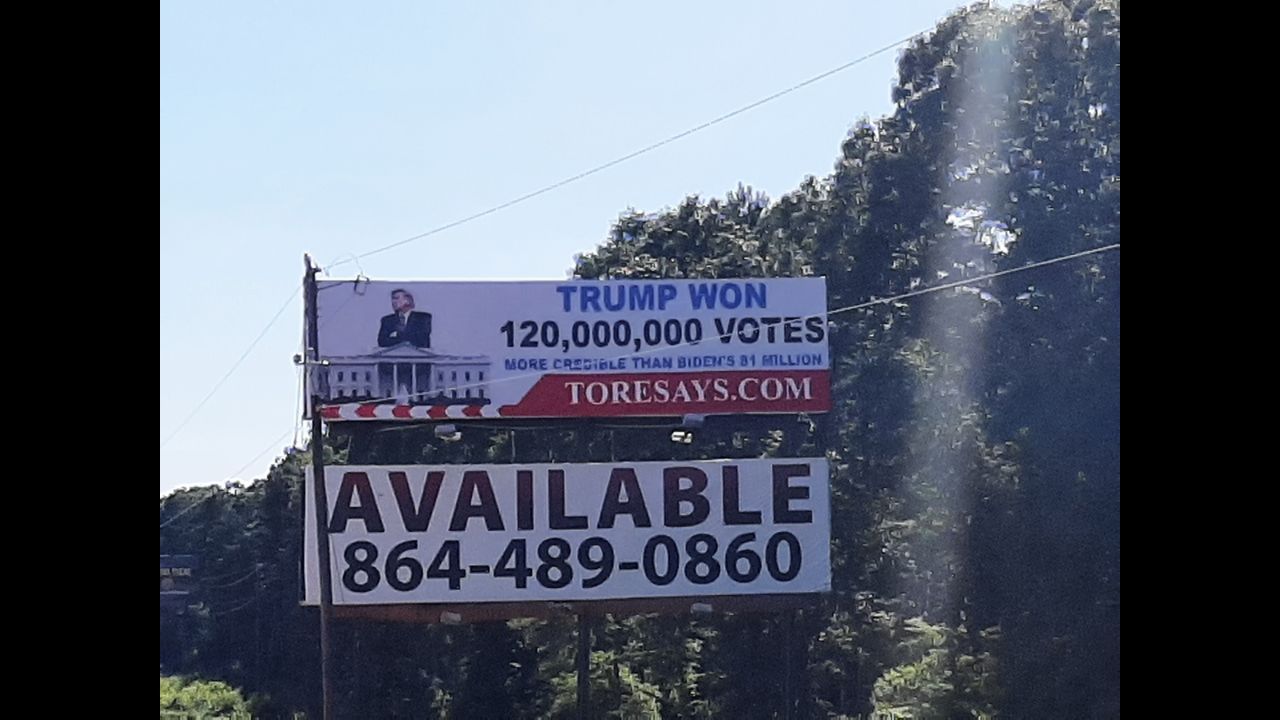 TRUMP WON
120,000,000 VOTES
MORE CREDIBLE THAN BIDEN'S 81 MILLION
TORESAYS.COM
AVAILABLE
864-489-0860